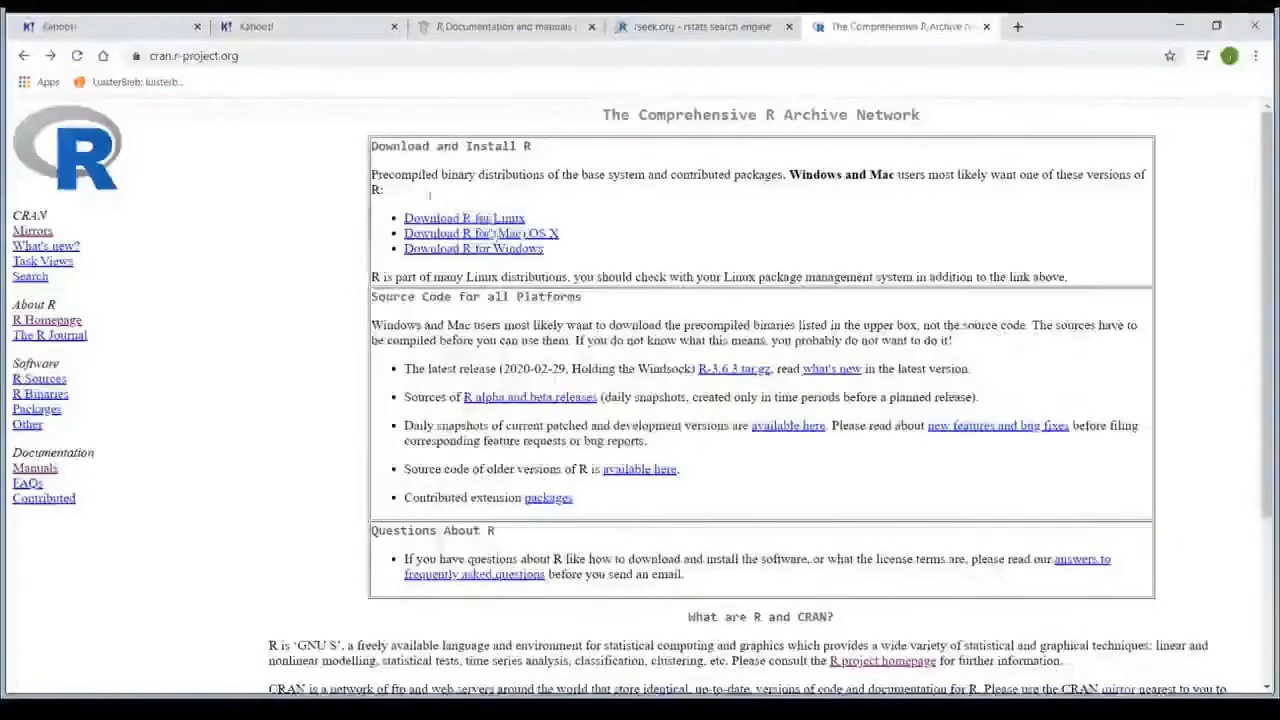 Kahoot!
Kahoot!
R Documentation and manuals |
rseek.org - rstats search engine
The Comprehensive R Archive Ne
cran.r-project.org
Apps
The Comprehensive R Archive Network
R
Download and Install R
Precompiled binary distributions of the base system and contributed packages, Windows and Mac users most likely want one of these versions of
R:
CRAN
Mirrors
What's new?
Task Views
Search
• Download R for Linux
• Download R for (Mac) OS X
• Download R for Windows
R is part of many Linux distributions, you should check with your Linux package management system in addition to the link above.
About R
R Homepage
The R Journal
Source Code for all Platforms
Windows and Mac users most likely want to download the precompiled binaries listed in the upper box, not the source code. The sources have to
be compiled before you can use them. If you do not know what this means, you probably do not want to do it!
Software
R Sources
R Binaries
Packages
Other
• The latest release (2020-02-29, Holding the Windsock) R-3.6.3.tar.gz, read what's new in the latest version.
• Sources of R alpha and beta releases (daily snapshots, created only in time periods before a planned release).
• Daily snapshots of current patched and development versions are available here. Please read about new features and bug fixes before filing
corresponding feature requests or bug reports.
• Source code of older versions of R is available here.
• Contributed extension packages
Documentation
Manuals
FAQs
Contributed
Questions About R
• If you have questions about R like how to download and install the software, or what the license terms are, please read our answers to
frequently asked questions before you send an email.
What are R and CRAN?
R is ‘GNU S’, a freely available language and environment for statistical computing and graphics which provides a wide variety of statistical and graphical techniques: linear and
nonlinear modelling, statistical tests, time series analysis, classification, clustering, etc. Please consult the R project homepage for further information.
CRAN is a network of ftp and web servers around the world that store identical, up-to-date, versions of code and documentation for R. Please use the CRAN mirror nearest to you to